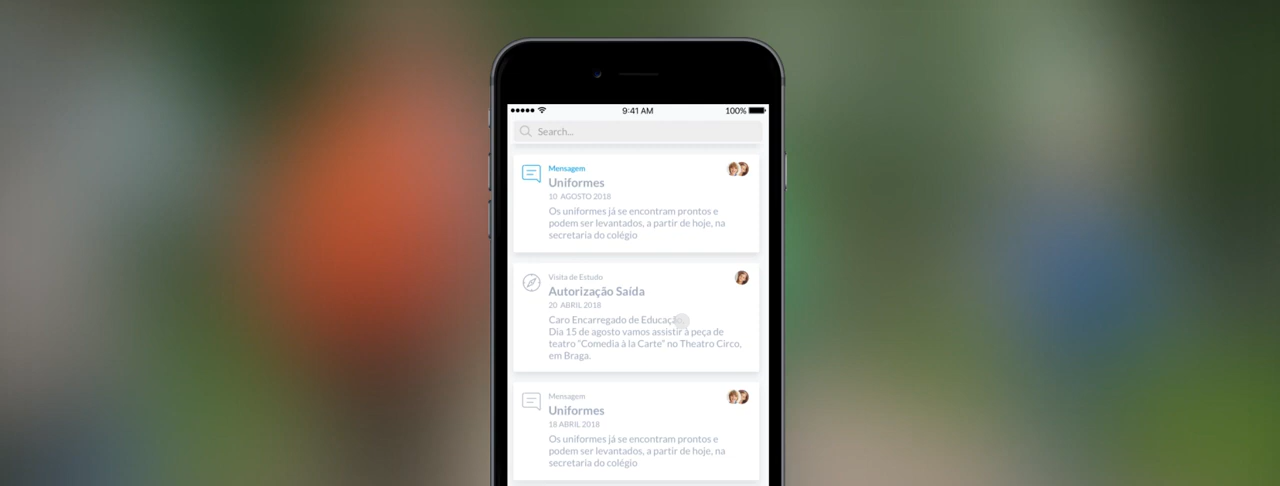 9:41 AM 100%
Search...
Mensagem
Uniformes
10 AGOSTO 2018
Os uniformes já se encontram prontos e
podem ser levantados, a partir de hoje, na
secretaria do colégio
Visita de Estudo
Autorização Saída
20 ABRIL 2018
Caro Encarregado de Educação,
Dia 15 de agosto vamos assistir à peça de
teatro "Comedia à la Carte" no Theatro Circo,
em Braga.
Mensagem
Uniformes
18 ABRIL 2018
Os uniformes já se encontram prontos e
podem ser levantados, a partir de hoje, na
secretaria do colégio